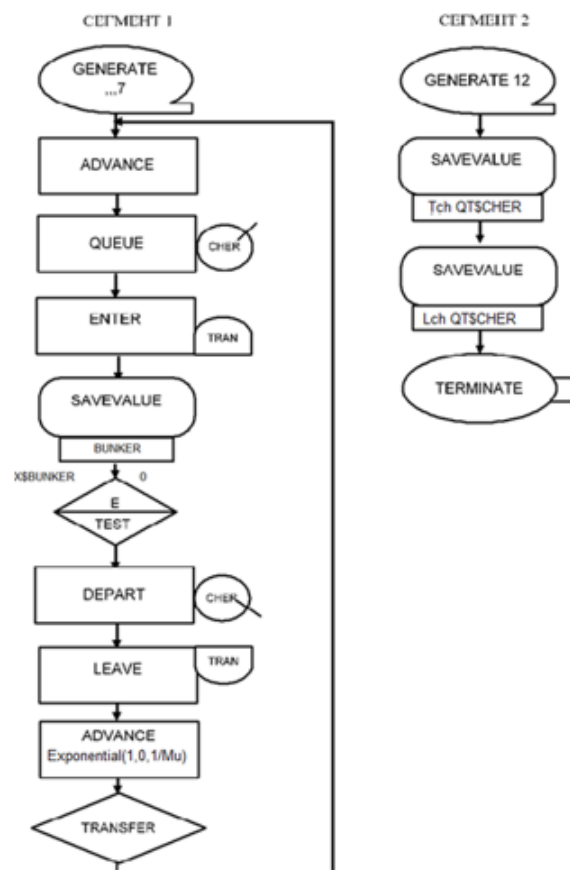 СЕГМЕНТ 1
GENERATE
,,,7
ADVANCE
QUEUE
CHER
ENTER
TRAN
SAVEVALUE
BUNKER
X$BUNKER 0
E
TEST
DEPART
CHER
LEAVE
TRAN
ADVANCE
Exponential(1,0,1/Mu)
TRANSFER
СЕГМЕНТ 2
GENERATE 12
SAVEVALUE
Tch QT$CHER
SAVEVALUE
Lch QT$CHER
TERMINATE